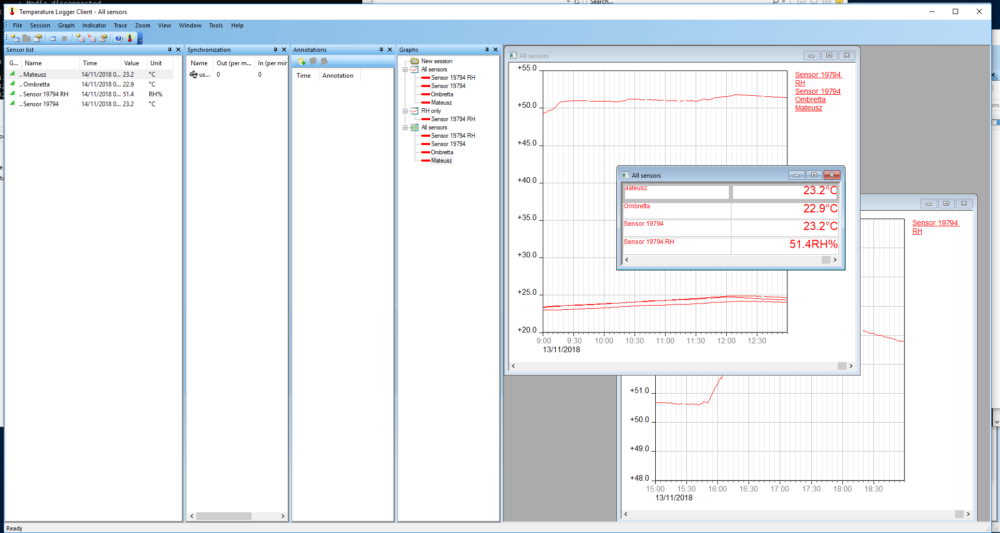 : Media disconnected
Search...
Temperature Logger Client - All sensors
File Session Graph Indicator Trace Zoom View Window Tools Help
Sensor list
G... Name Time Value Unit
.. Mateusz 14/11/2018 0... 23.2 °C
.. Ombretta 14/11/2018 0... 22.9 °C
.. Sensor 19794 RH 14/11/2018 0... 51.4 RH%
.. Sensor 19794 14/11/2018 0... 23.2 °C
Synchronization
Name Out (per m... In (per min
us... 0 0
Annotations
Time Annotation
Graphs
New session
All sensors
Sensor 19794 RH
Sensor 19794
Ombretta
Mateusz
RH only
Sensor 19794 RH
All sensors
Sensor 19794 RH
Sensor 19794
Ombretta
Mateusz
All sensors
+55.0
+50.0
+45.0
+40.0
+35.0
+30.0
+25.0
+20.0
9:00 9:30 10:00 10:30 11:00 11:30 12:00 12:30
13/11/2018
Sensor 19794
RH
Sensor 19794
Ombretta
Mateusz
All sensors
Mateusz 23.2°C
Ombretta 22.9°C
Sensor 19794 23.2°C
Sensor 19794 RH 51.4RH%
Sensor 19794
RH
+51.0
+50.0
+49.0
+48.0
15:00 15:30 16:00 16:30 17:00 17:30 18:00 18:30
13/11/2018
Ready